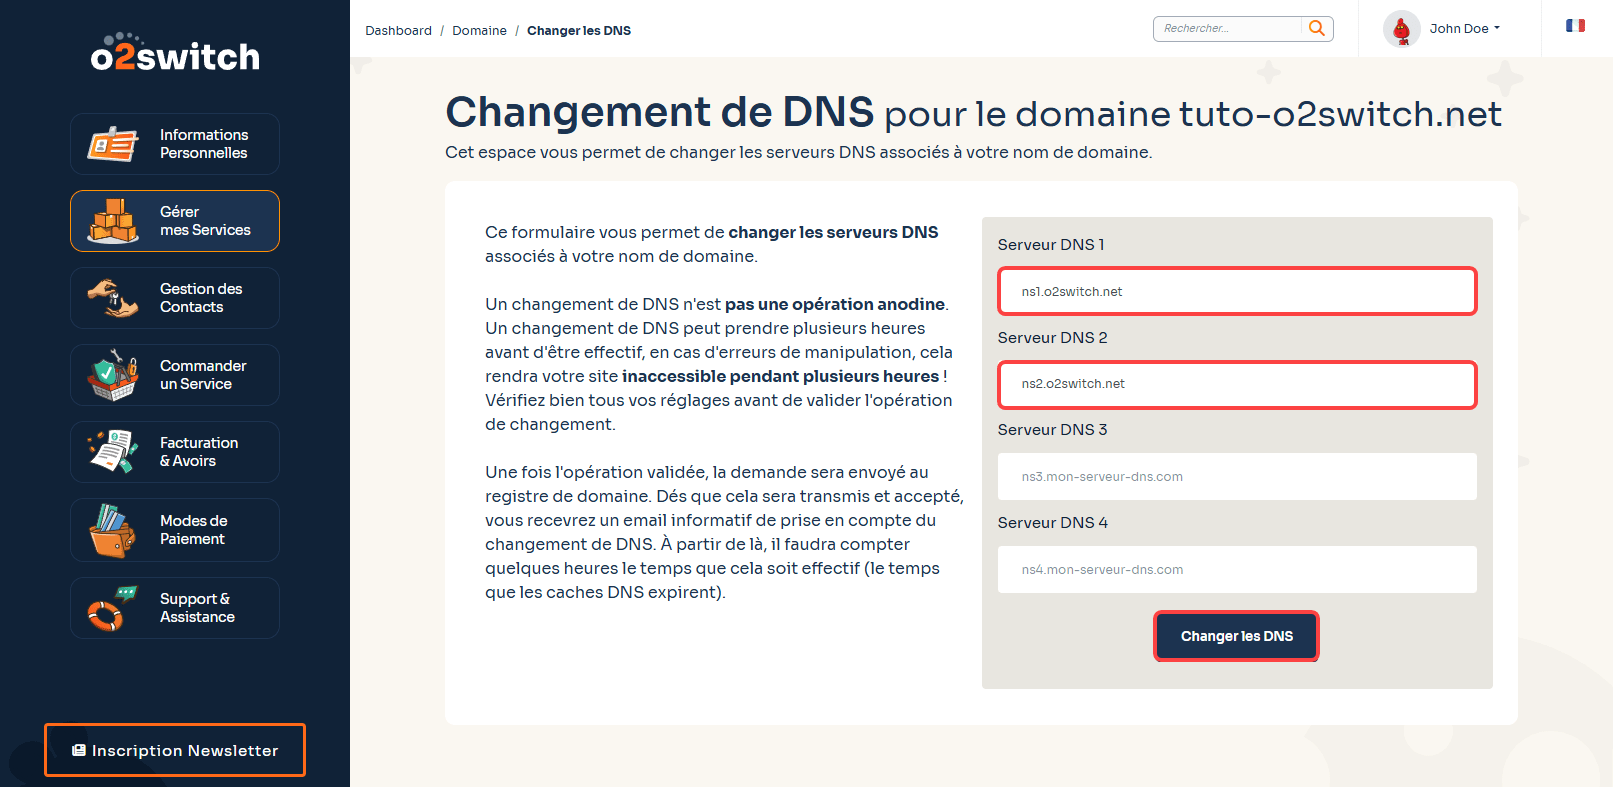 o2switch
Informations
Personnelles
Gérer
mes Services
Gestion des
Contacts
Commander
un Service
Facturation
& Avoirs
Modes de
Paiement
Support &
Assistance
Inscription Newsletter
Dashboard / Domaine / Changer les DNS
Rechercher...
John Doe
Changement de DNS pour le domaine tuto-o2switch.net
Cet espace vous permet de changer les serveurs DNS associés à votre nom de domaine.
Ce formulaire vous permet de changer les serveurs DNS
associés à votre nom de domaine.
Un changement de DNS n'est pas une opération anodine.
Un changement de DNS peut prendre plusieurs heures
avant d'être effectif, en cas d'erreurs de manipulation, cela
rendra votre site inaccessible pendant plusieurs heures !
Vérifiez bien tous vos réglages avant de valider l'opération
de changement.
Une fois l'opération validée, la demande sera envoyé au
registre de domaine. Dés que cela sera transmis et accepté,
vous recevrez un email informatif de prise en compte du
changement de DNS. À partir de là, il faudra compter
quelques heures le temps que cela soit effectif (le temps
que les caches DNS expirent).
Serveur DNS 1
ns1.o2switch.net
Serveur DNS 2
ns2.o2switch.net
Serveur DNS 3
ns3.mon-serveur-dns.com
Serveur DNS 4
ns4.mon-serveur-dns.com
Changer les DNS